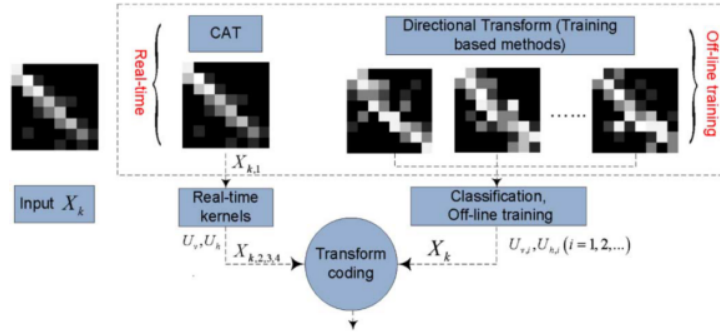 CAT
Directional Transform (Training
based methods)
Real-time
Off-line training
......
X_{k,1}
Input X_k
Real-time
kernels
Classification,
Off-line training
U_v,U_h
X_{k,2,3,4}
Transform
coding
X_k
U_{v,i},U_{h,i}(i=1,2,...)